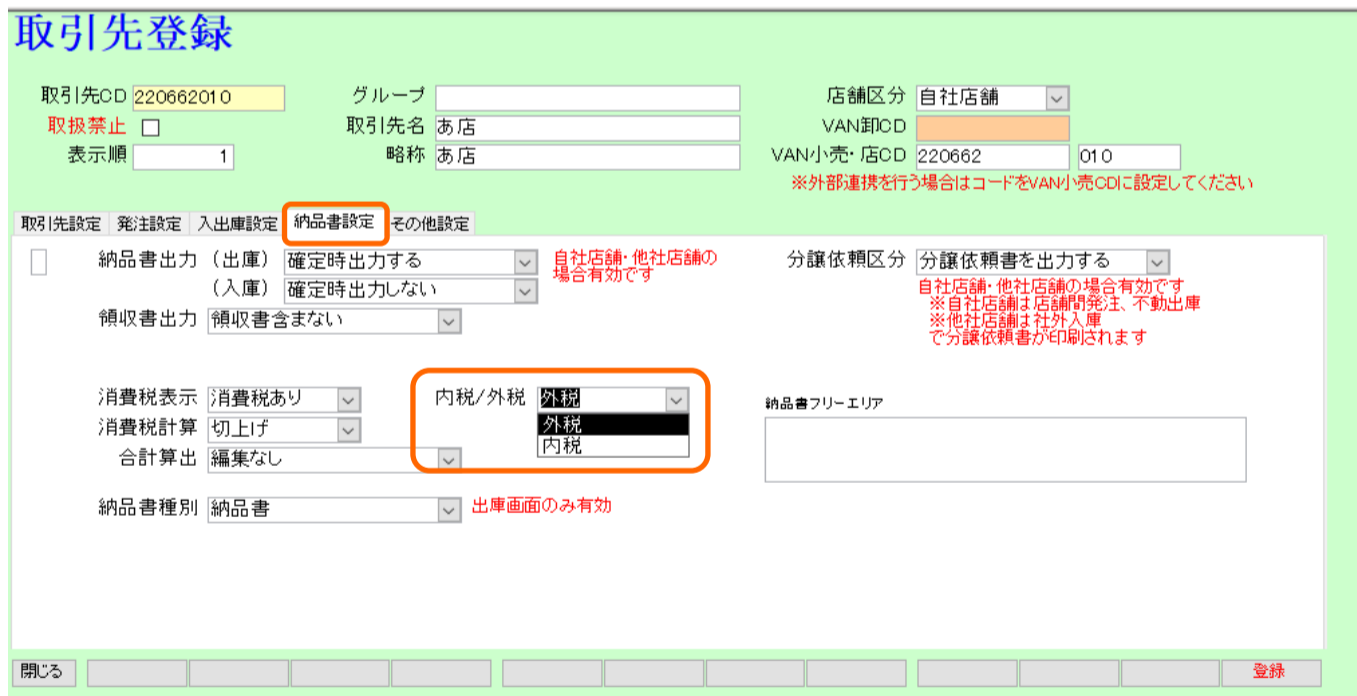 取引先登録
取引先CD 220662010 グループ 店舗区分 自社店舗
取扱禁止 取引先名 あ店 VAN卸CD
表示順 1 略称 あ店 VAN小売・店CD 220662 010
※外部連携を行う場合はコードをVAN小売CDに設定してください
取引先設定 発注設定 入出庫設定 納品書設定 その他設定
納品書出力 (出庫) 確定時出力する 自社店舗・他社店舗の 分譲依頼区分 分譲依頼書を出力する
場合有効です
(入庫) 確定時出力しない 自社店舗・他社店舗の場合有効です
※自社店舗は店舗間発注、不動出庫
領収書出力 領収書含まない ※他社店舗は社外入庫
で分譲依頼書が印刷されます
消費税表示 消費税あり 内税/外税 外税 納品書フリーエリア
消費税計算 切上げ 外税
内税
合計算出 編集なし
納品書種別 納品書 出庫画面のみ有効
閉じる 登録